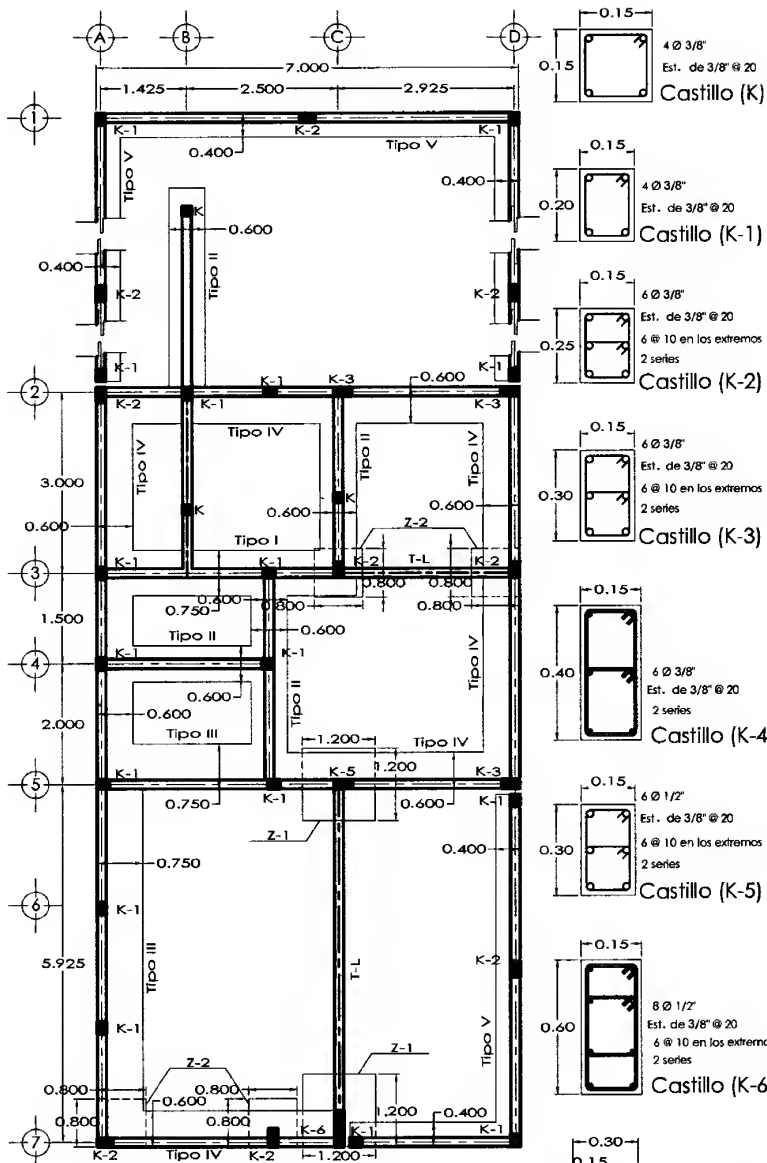 A B C D
7.000
1.425 2.500 2.925
1
K-1 K-2 K-1
Tipo V
0.400
Tipo V
0.400
K
0.600
Tipo II
0.400
K-2
K-2
K-1
K-1
2
K-2 K-1 K-1 K-3 K-3
0.600
Tipo IV
Tipo IV
Tipo II
Tipo IV
3.000
K
K
0.600
0.600
0.600
Z-2
Tipo I
3
K-1 K-1 K-2 T-L K-2
0.750
0.600
0.800
0.800
0.800
0.800
1.500
Tipo II
0.600
Tipo IV
4
K-1
0.600
0.600
Tipo II
2.000
Tipo III
1.200
Tipo IV
1.200
5
K-1 K-1 K-5 K-3
0.750
0.600
K-1
Z-1
0.400
0.750
6
K-1
5.925
Tipo III
T-L
K-2
K-1
Tipo V
Z-2
Z-1
0.800
0.800
0.600
0.800
0.800
1.200
0.400
7
K-2 Tipo IV K-2 K-6 K-1 K-1
1.200
0.15
0.15
4 Ø 3/8"
Est. de 3/8" @ 20
Castillo (K)
0.15
0.20
4 Ø 3/8"
Est. de 3/8" @ 20
Castillo (K-1)
0.15
0.25
6 Ø 3/8"
Est. de 3/8" @ 20
6 @ 10 en los extremos
2 series
Castillo (K-2)
0.15
0.30
6 Ø 3/8"
Est. de 3/8" @ 20
6 @ 10 en los extremos
2 series
Castillo (K-3)
0.15
0.40
6 Ø 3/8"
Est. de 3/8" @ 20
2 series
Castillo (K-4
0.15
0.30
6 Ø 1/2"
Est. de 3/8" @ 20
6 @ 10 en los extremos
2 series
Castillo (K-5)
0.15
0.60
8 Ø 1/2"
Est. de 3/8" @ 20
6 @ 10 en los extremo
2 series
Castillo (K-6
0.30
0.15